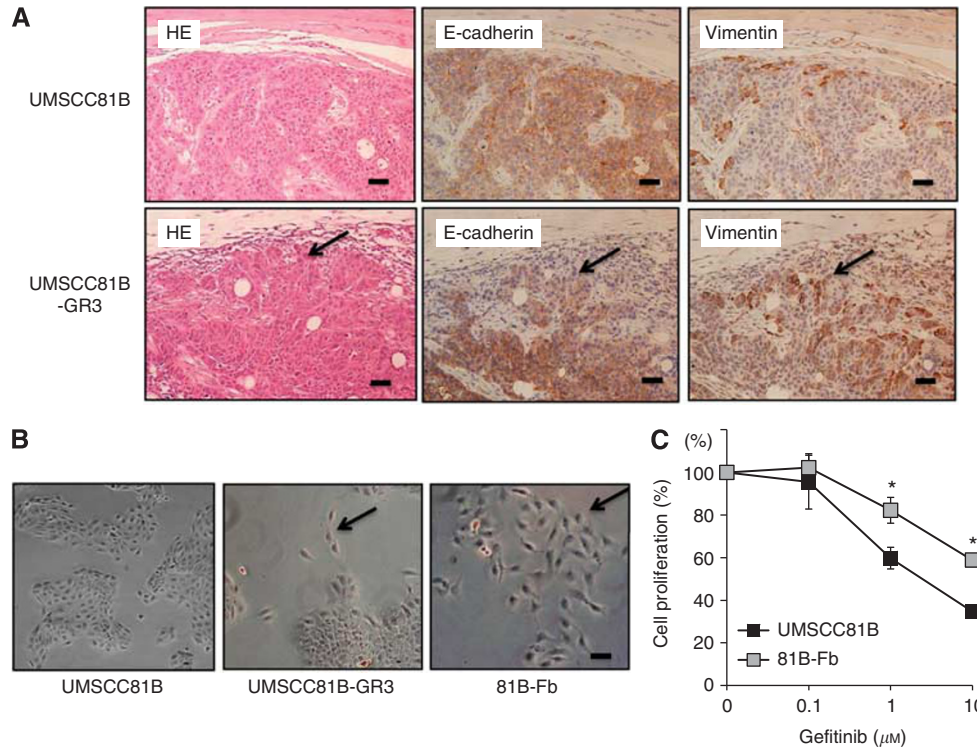 A
HE
E-cadherin
Vimentin
UMSCC81B
HE
E-cadherin
Vimentin
UMSCC81B
-GR3
B
UMSCC81B
UMSCC81B-GR3
81B-Fb
C
(%)
Cell proliferation (%)
100
80
60
40
20
0
*
*
UMSCC81B
81B-Fb
0
0.1
1
10
Gefitinib (μM)